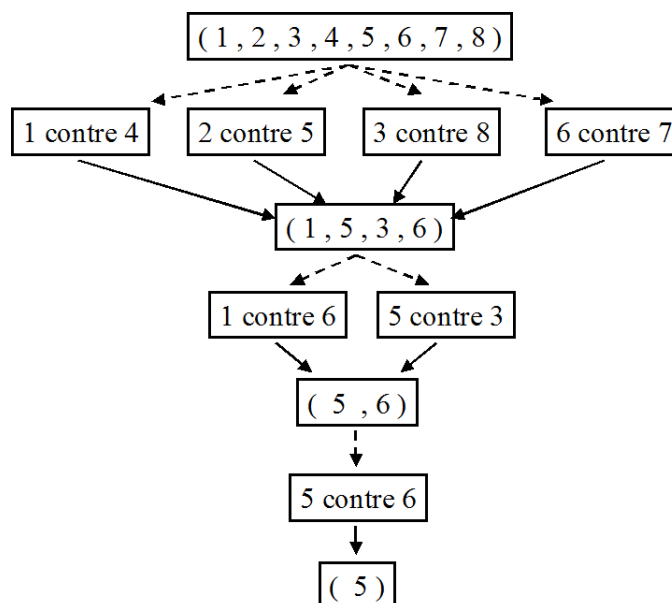 ( 1 , 2 , 3 , 4 , 5 , 6 , 7 , 8 )
1 contre 4
2 contre 5
3 contre 8
6 contre 7
( 1 , 5 , 3 , 6 )
1 contre 6
5 contre 3
( 5 , 6 )
5 contre 6
( 5 )